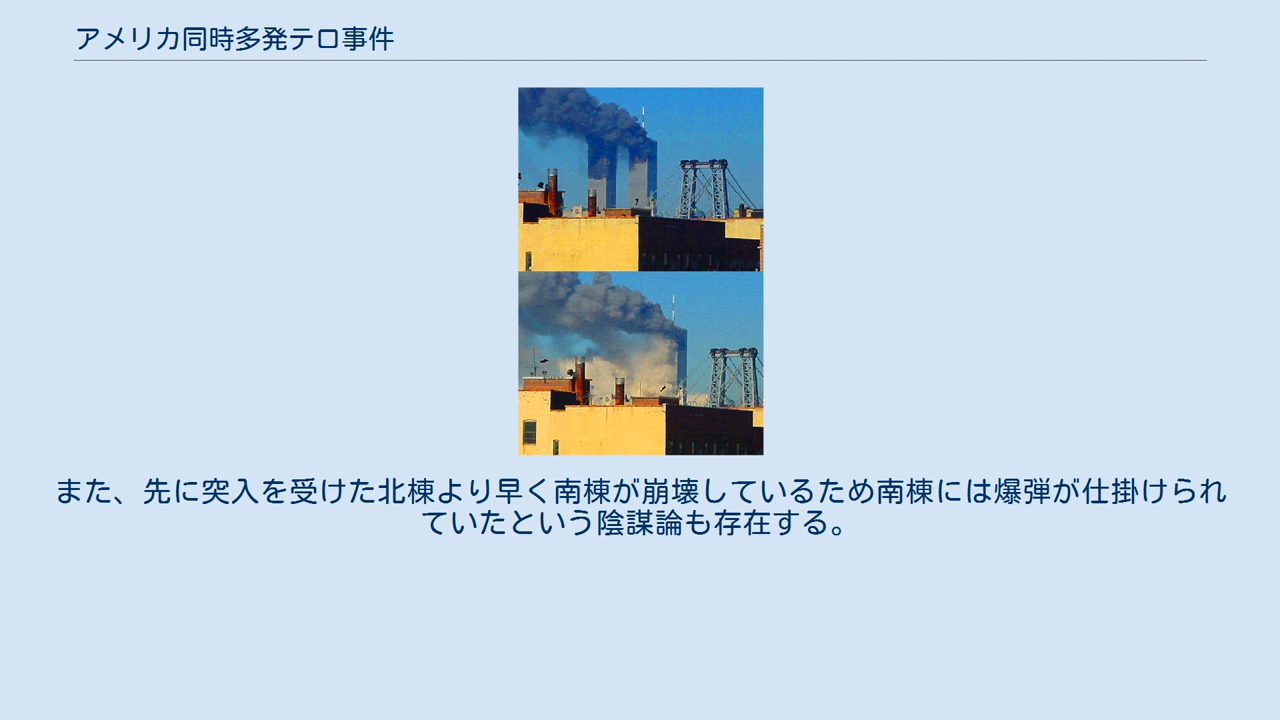 アメリカ同時多発テロ事件
また、先に突入を受けた北棟より早く南棟が崩壊しているため南棟には爆弾が仕掛けられ
ていたという陰謀論も存在する。